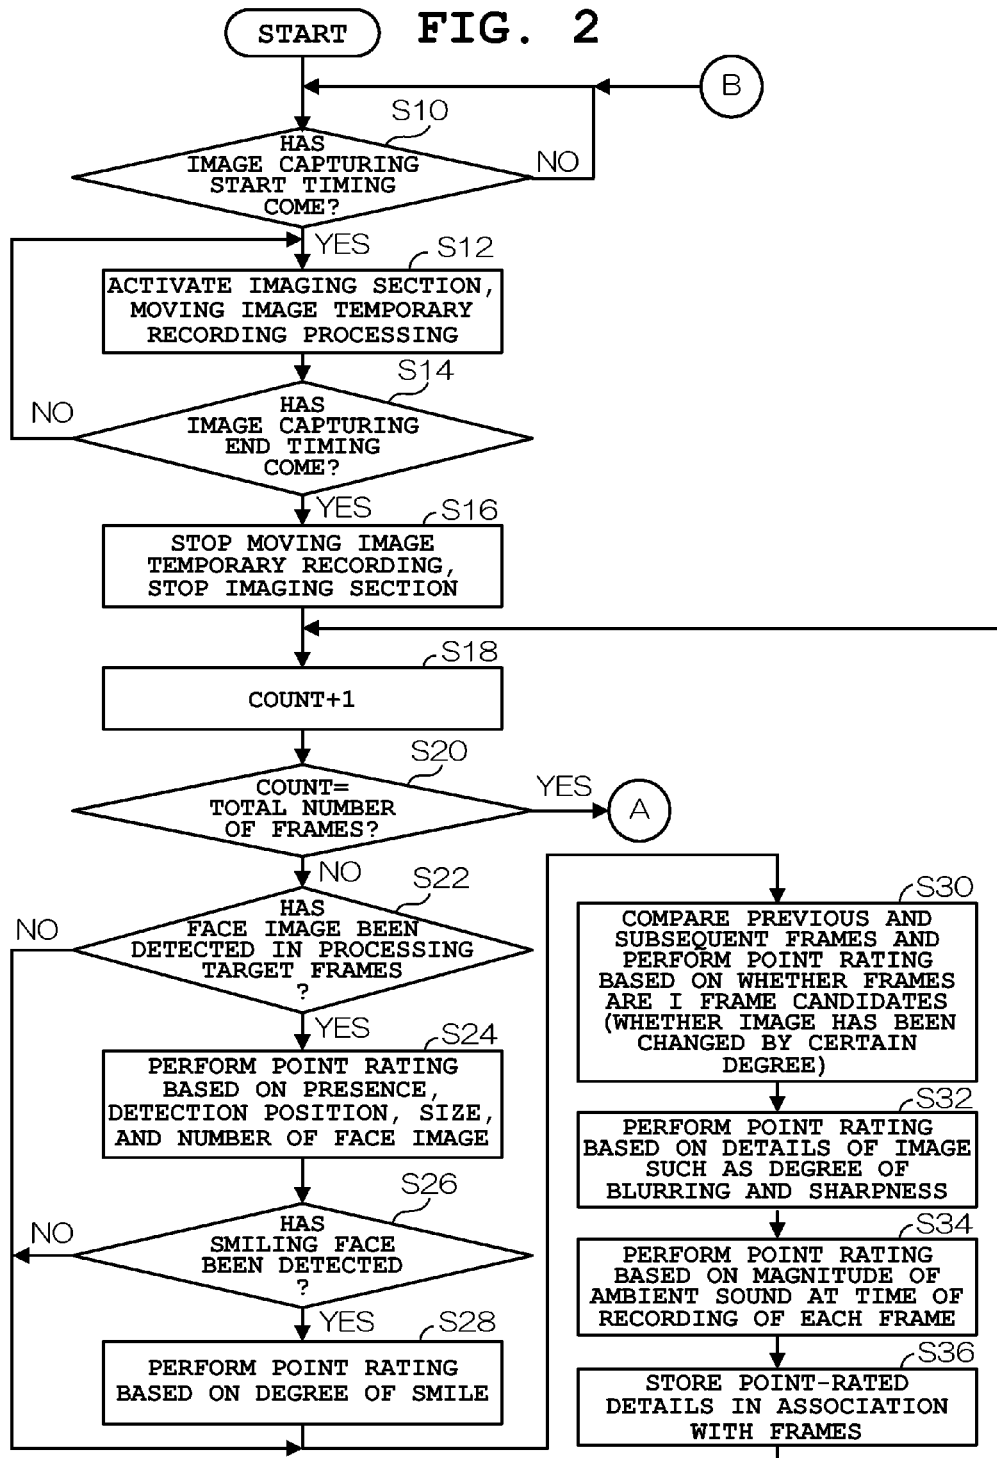 FIG. 2
START
B
S10
HAS
IMAGE CAPTURING
START TIMING
COME?
NO
YES
S12
ACTIVATE IMAGING SECTION,
MOVING IMAGE TEMPORARY
RECORDING PROCESSING
S14
HAS
IMAGE CAPTURING
END TIMING
COME?
NO
YES
S16
STOP MOVING IMAGE
TEMPORARY RECORDING,
STOP IMAGING SECTION
S18
COUNT+1
S20
COUNT=
TOTAL NUMBER
OF FRAMES?
YES
A
NO
S22
HAS
FACE IMAGE BEEN
DETECTED IN PROCESSING
TARGET FRAMES
?
NO
YES
S24
PERFORM POINT RATING
BASED ON PRESENCE,
DETECTION POSITION, SIZE,
AND NUMBER OF FACE IMAGE
S26
HAS
SMILING FACE
BEEN DETECTED
?
NO
YES
S28
PERFORM POINT RATING
BASED ON DEGREE OF SMILE
S30
COMPARE PREVIOUS AND
SUBSEQUENT FRAMES AND
PERFORM POINT RATING
BASED ON WHETHER FRAMES
ARE I FRAME CANDIDATES
(WHETHER IMAGE HAS BEEN
CHANGED BY CERTAIN
DEGREE)
S32
PERFORM POINT RATING
BASED ON DETAILS OF IMAGE
SUCH AS DEGREE OF
BLURRING AND SHARPNESS
S34
PERFORM POINT RATING
BASED ON MAGNITUDE OF
AMBIENT SOUND AT TIME OF
RECORDING OF EACH FRAME
S36
STORE POINT-RATED
DETAILS IN ASSOCIATION
WITH FRAMES